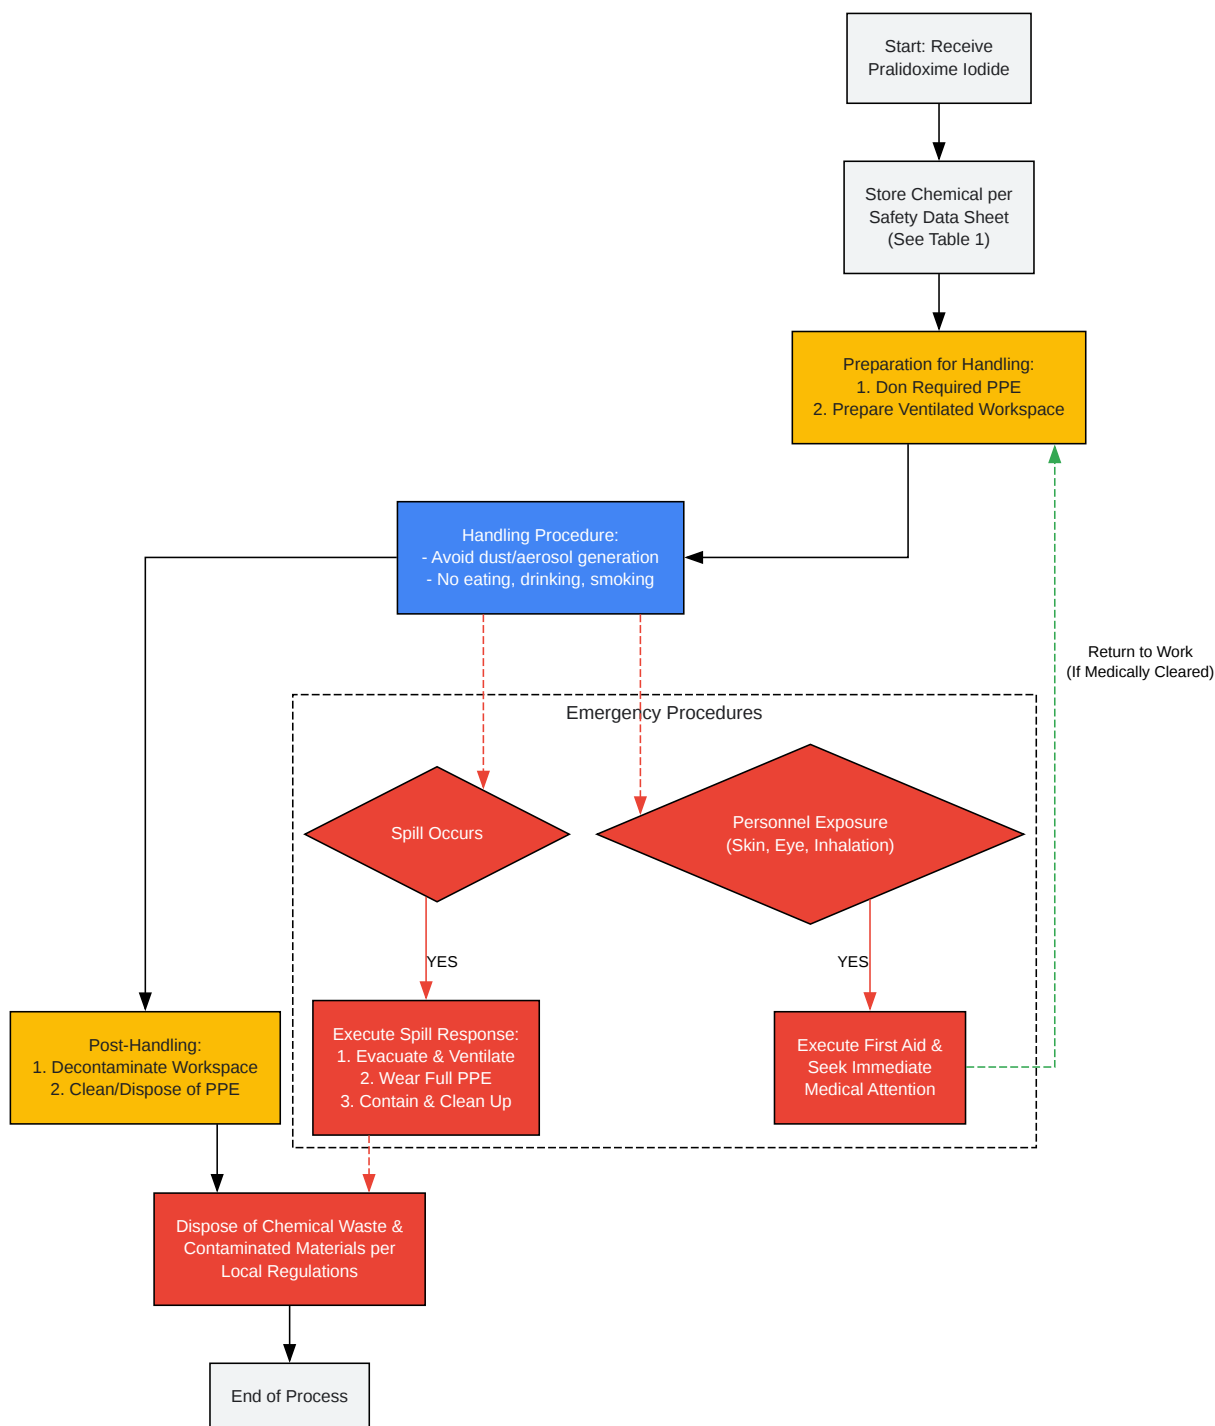 Start: Receive
Pralidoxime Iodide
Store Chemical per
Safety Data Sheet
(See Table 1)
Preparation for Handling:
1. Don Required PPE
2. Prepare Ventilated Workspace
Handling Procedure:
- Avoid dust/aerosol generation
- No eating, drinking, smoking
Return to Work
(If Medically Cleared)
Emergency Procedures
Spill Occurs
Personnel Exposure
(Skin, Eye, Inhalation)
YES
YES
Post-Handling:
1. Decontaminate Workspace
2. Clean/Dispose of PPE
Execute Spill Response:
1. Evacuate & Ventilate
2. Wear Full PPE
3. Contain & Clean Up
Execute First Aid &
Seek Immediate
Medical Attention
Dispose of Chemical Waste &
Contaminated Materials per
Local Regulations
End of Process